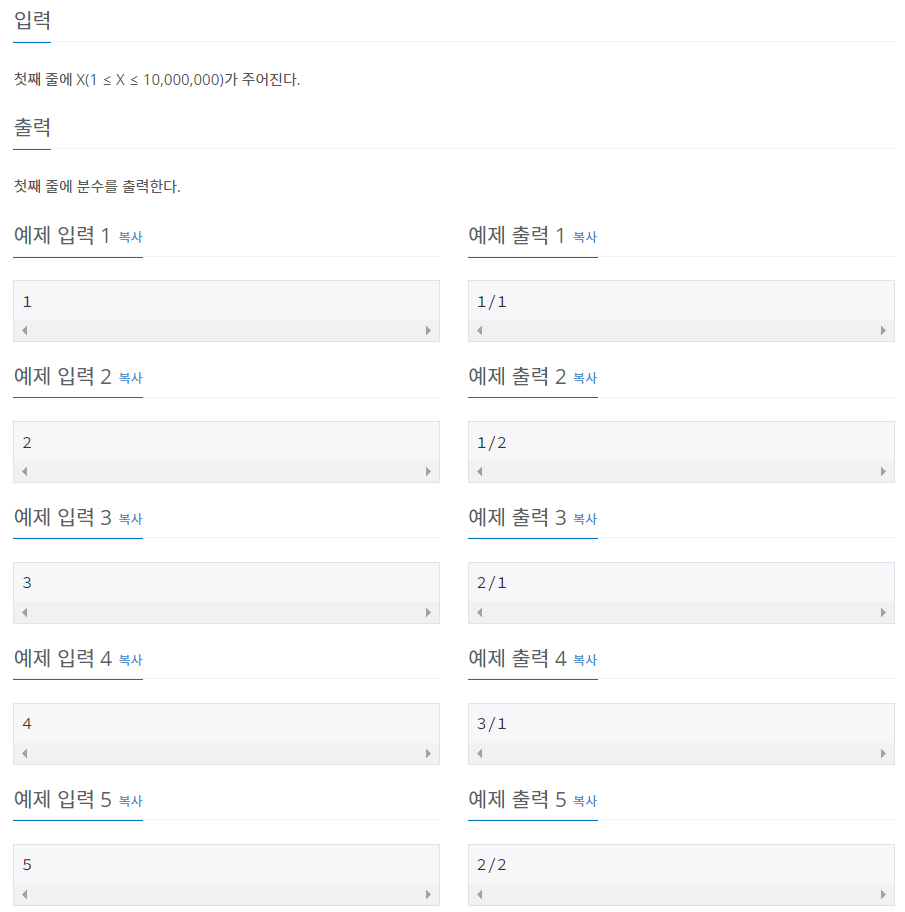 입력
첫째 줄에 X(1 ≤ X ≤ 10,000,000)가 주어진다.
출력
첫째 줄에 분수를 출력한다.
예제 입력 1 복사
예제 출력 1 복사
1
1/1
예제 입력 2 복사
예제 출력 2 복사
2
1/2
예제 입력 3 복사
예제 출력 3 복사
3
2/1
예제 입력 4 복사
예제 출력 4 복사
4
3/1
예제 입력 5 복사
예제 출력 5 복사
5
2/2